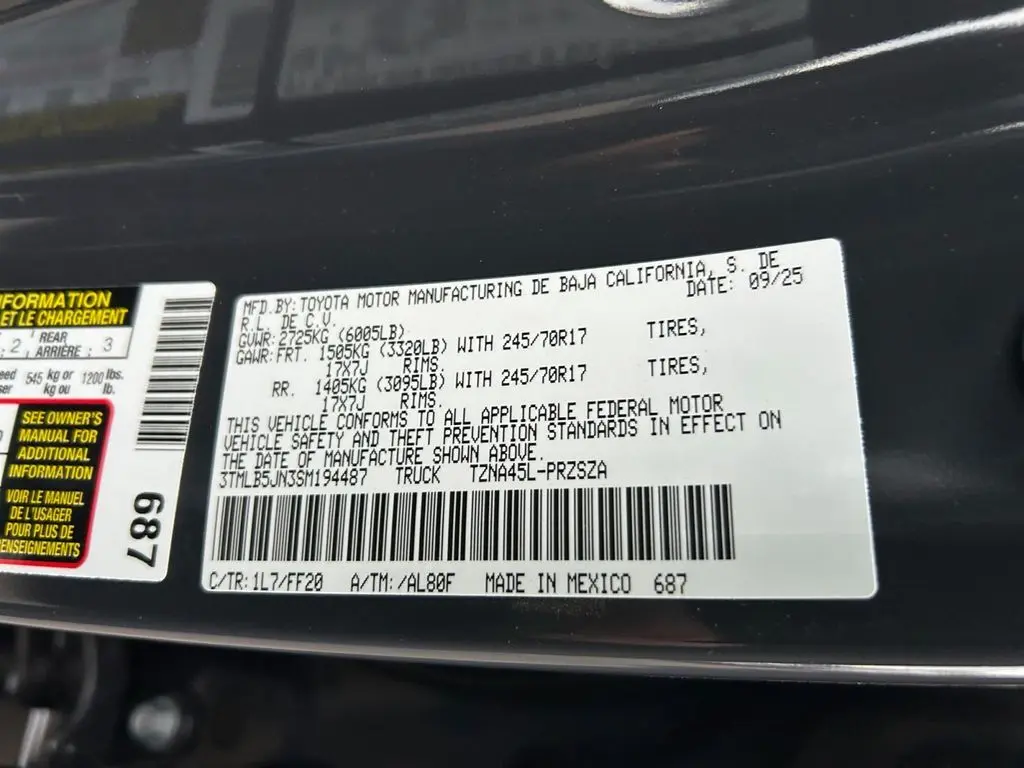 NFORMATION
ET LE CHARGEMENT
2 REAR ARRIÈRE: 3
545 kg or 1200 lbs.
kg ou lb.
SEE OWNER'S
MANUAL FOR
ADDITIONAL
INFORMATION
VOIR LE MANUEL
DE L'USAGER
POUR PLUS DE
RENSEIGNEMENTS
687
MFD.BY: TOYOTA MOTOR MANUFACTURING DE BAJA CALIFORNIA, S. DE
R.L. DE C.V. DATE: 09/25
GVWR: 2725KG (6005LB)
GAWR: FRT. 1505KG (3320LB) WITH 245/70R17 TIRES,
17X7J RIMS.
RR. 1405KG (3095LB) WITH 245/70R17 TIRES,
17X7J RIMS.
THIS VEHICLE CONFORMS TO ALL APPLICABLE FEDERAL MOTOR
VEHICLE SAFETY AND THEFT PREVENTION STANDARDS IN EFFECT ON
THE DATE OF MANUFACTURE SHOWN ABOVE.
3TMLB5JN3SM194487 TRUCK TZNA45L-PRZSZA
C/TR: 1L7/FF20 A/TM: /AL80F MADE IN MEXICO 687